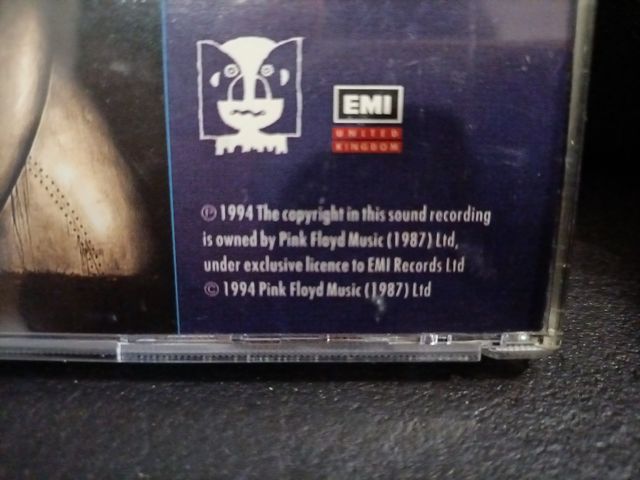 EMI
UNITED
KINGDOM
℗ 1994 The copyright in this sound recording
is owned by Pink Floyd Music (1987) Ltd,
under exclusive licence to EMI Records Ltd
© 1994 Pink Floyd Music (1987) Ltd